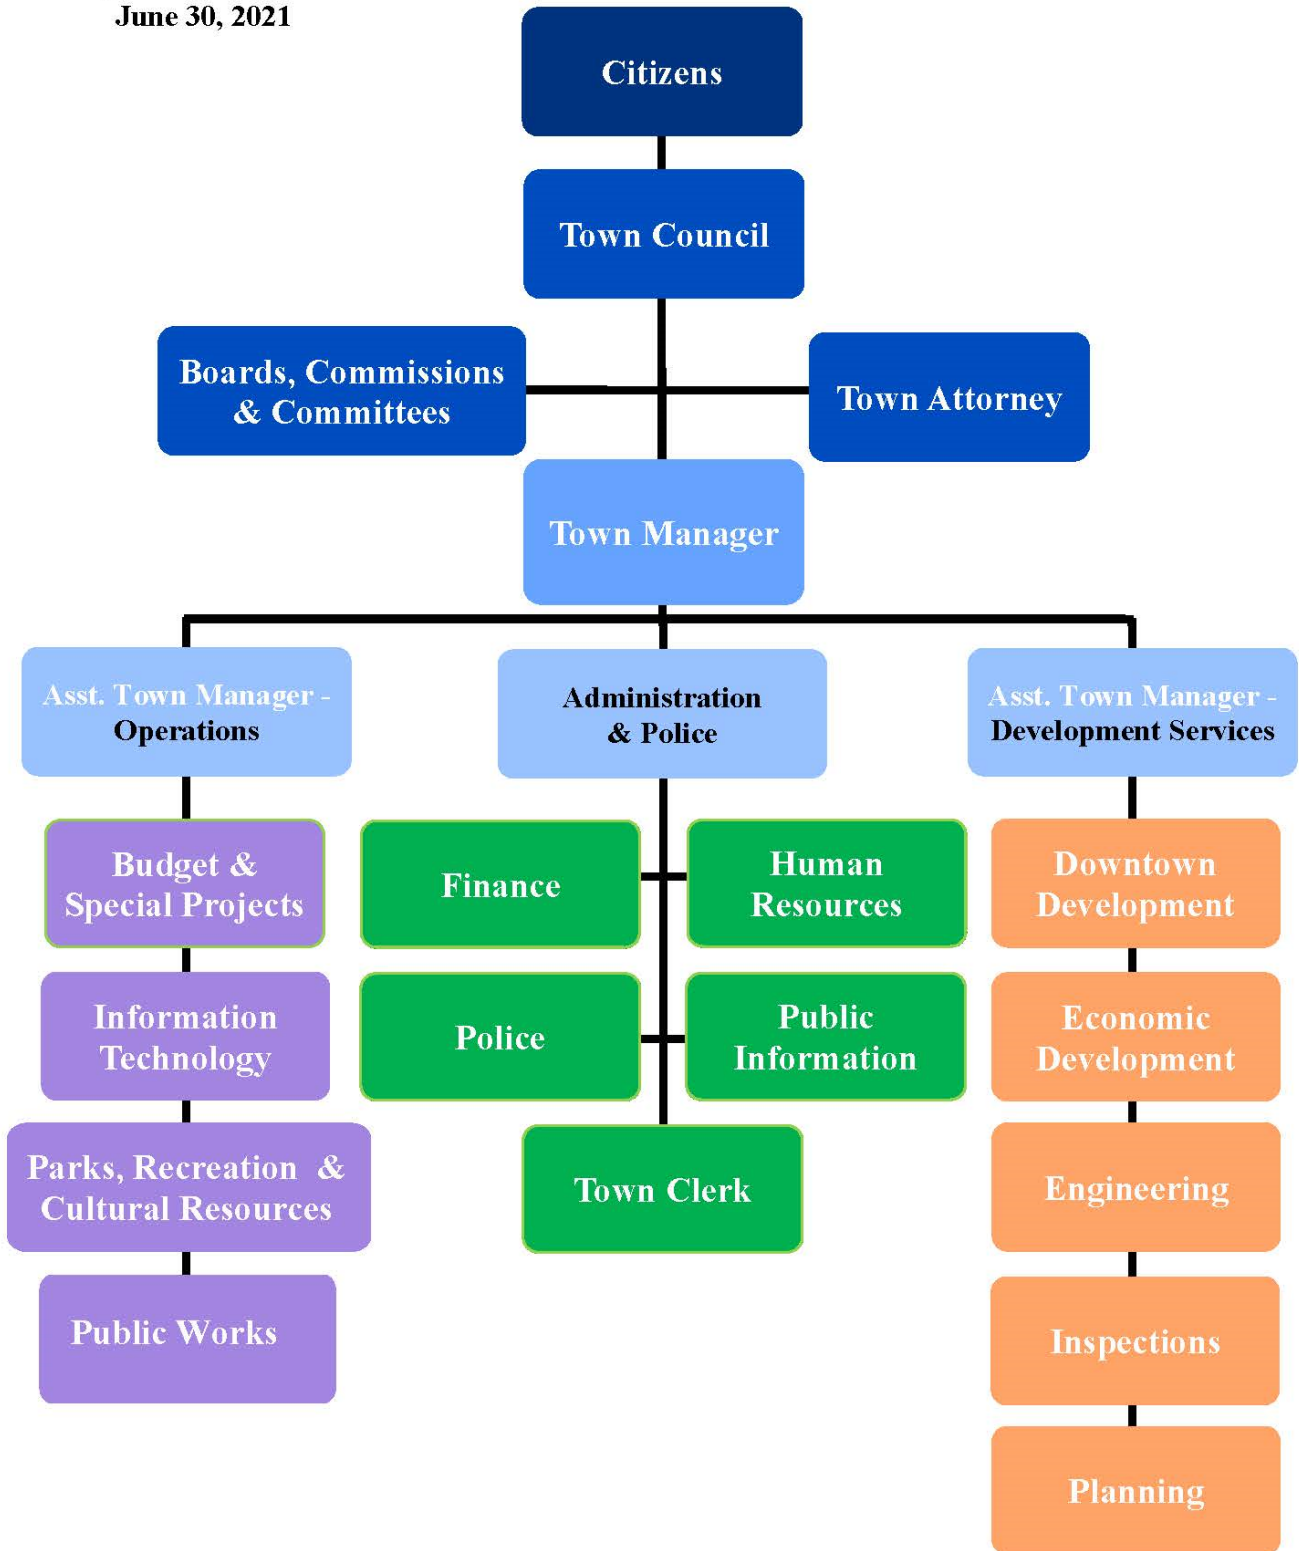 June 30, 2021
Citizens
Town Council
Boards, Commissions
& Committees
Town Attorney
Town Manager
Asst. Town Manager -
Operations
Administration
& Police
Asst. Town Manager -
Development Services
Budget &
Special Projects
Finance
Human
Resources
Downtown
Development
Information
Technology
Police
Public
Information
Economic
Development
Parks, Recreation &
Cultural Resources
Town Clerk
Engineering
Public Works
Inspections
Planning